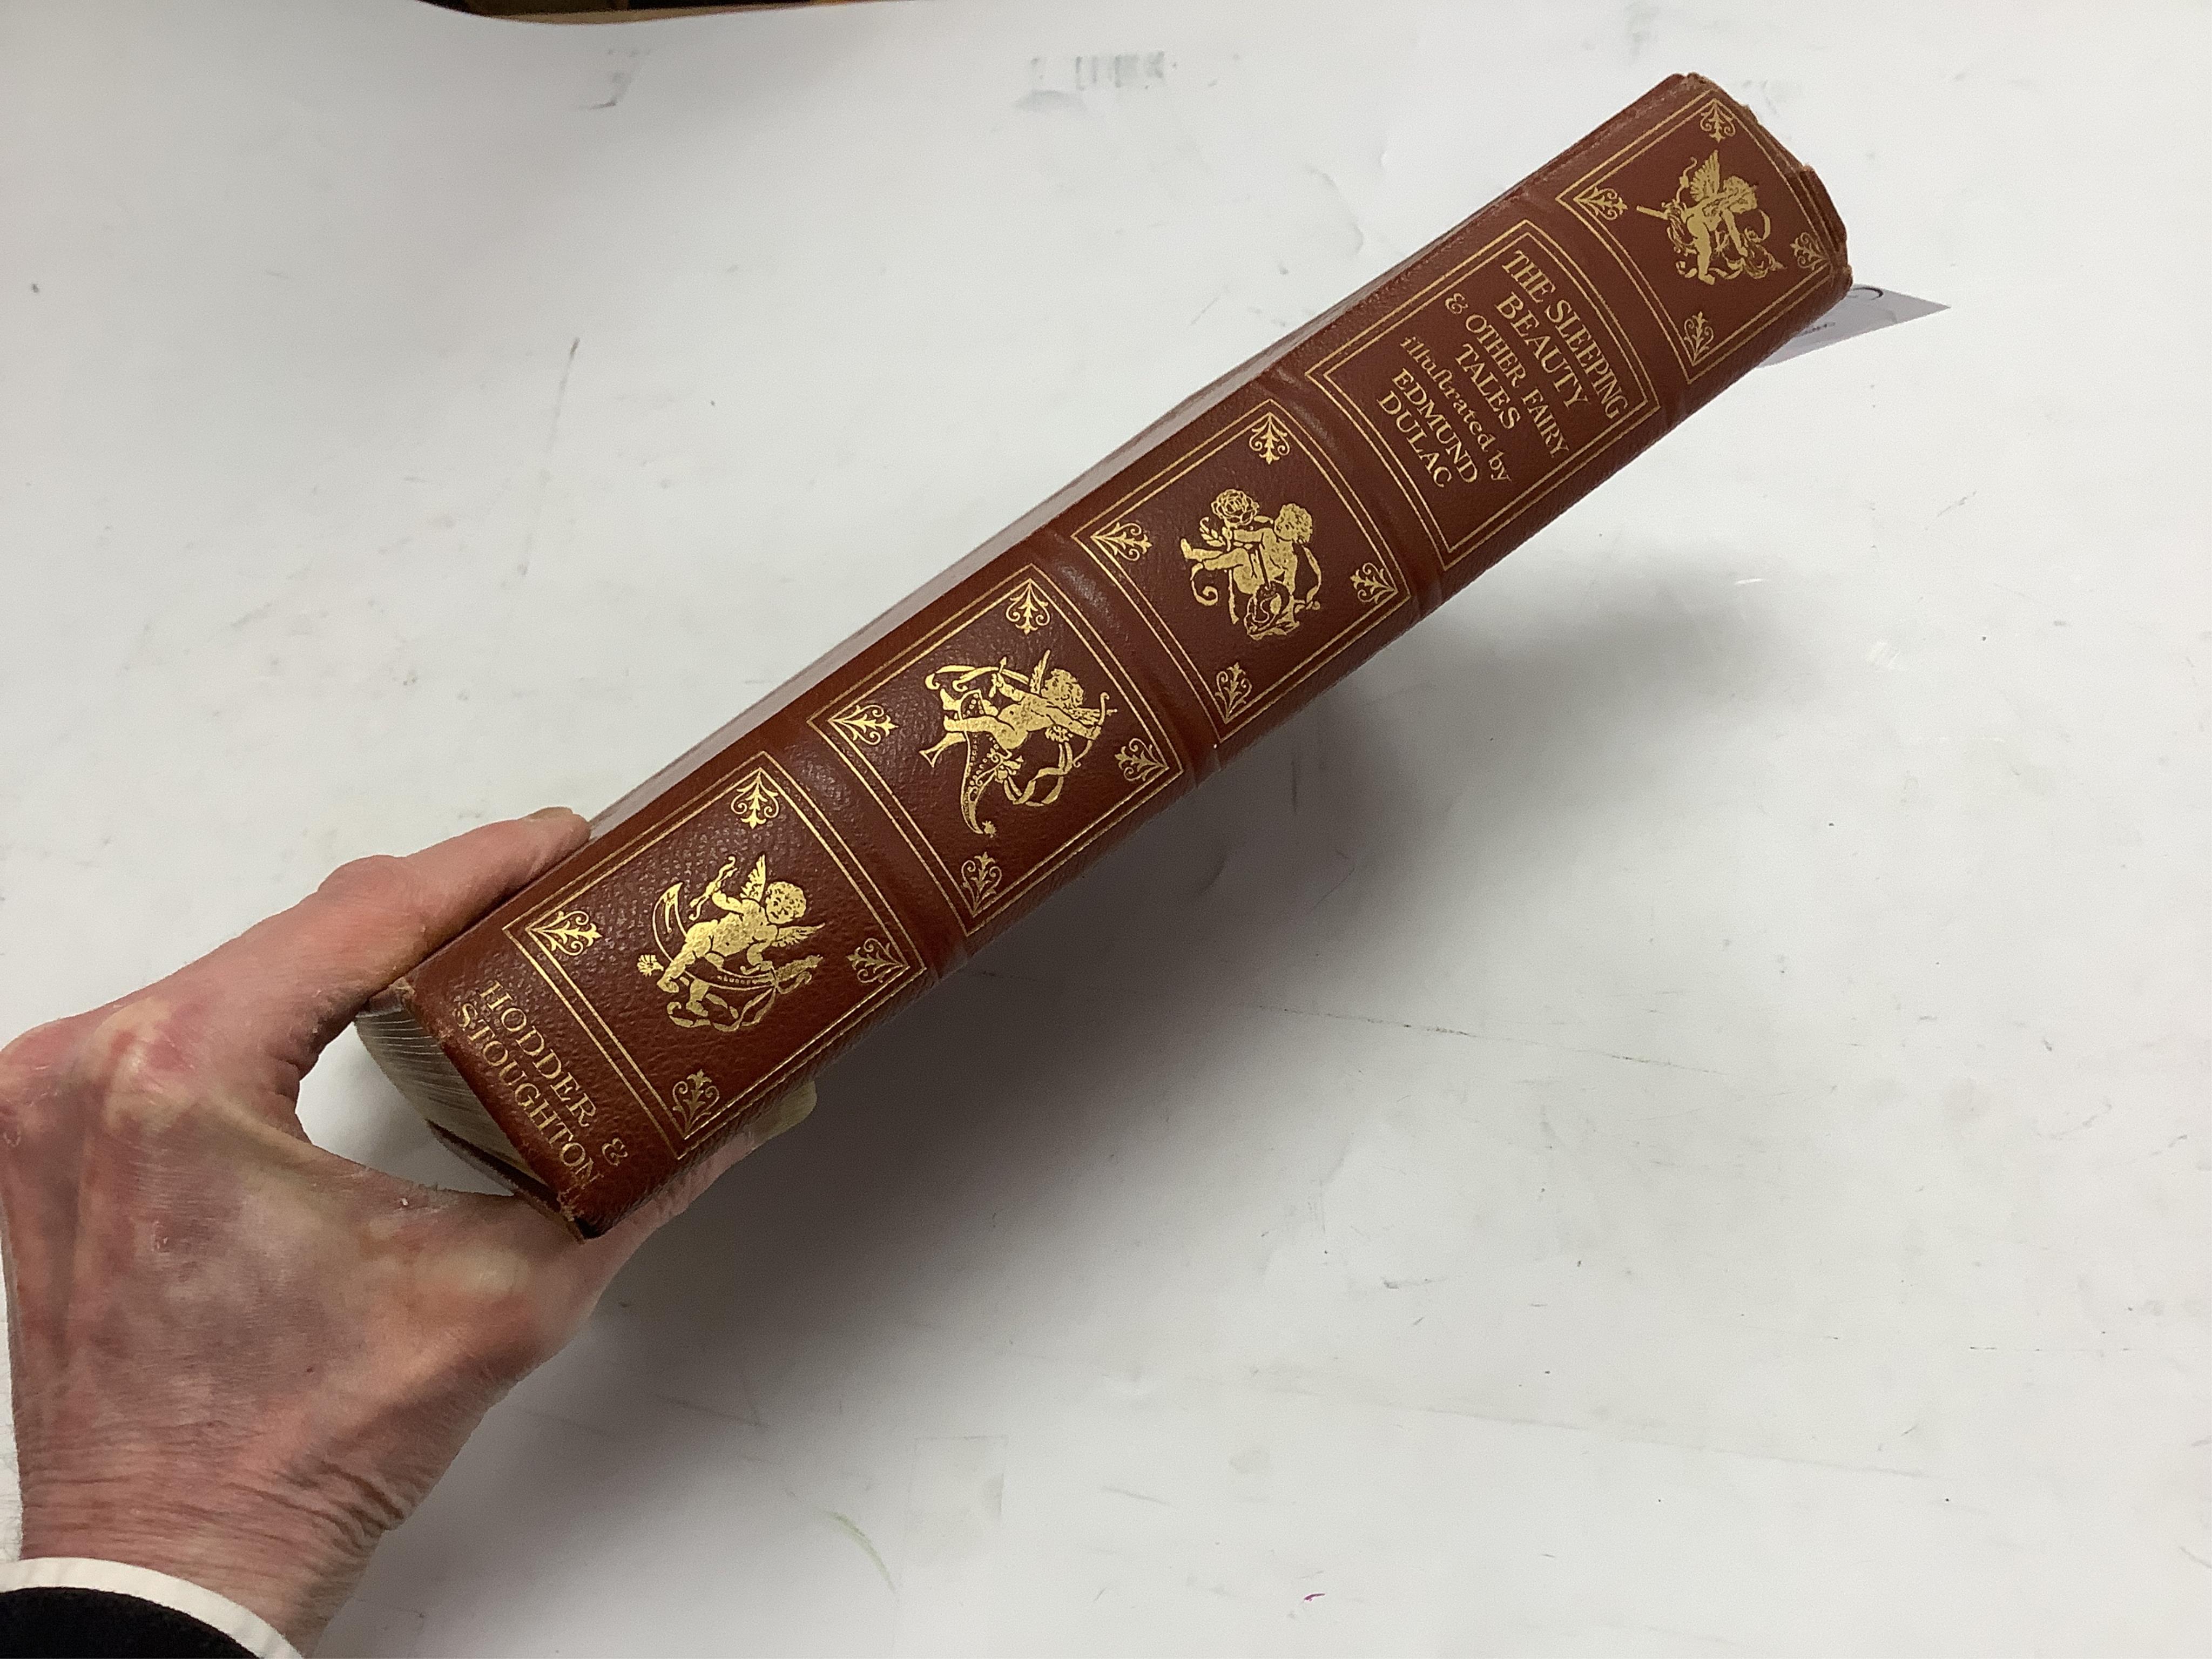 THE SLEEPING
BEAUTY
& OTHER FAIRY
TALES
illuſtrated by
EDMUND
DULAC
HODDER &
STOUGHTON